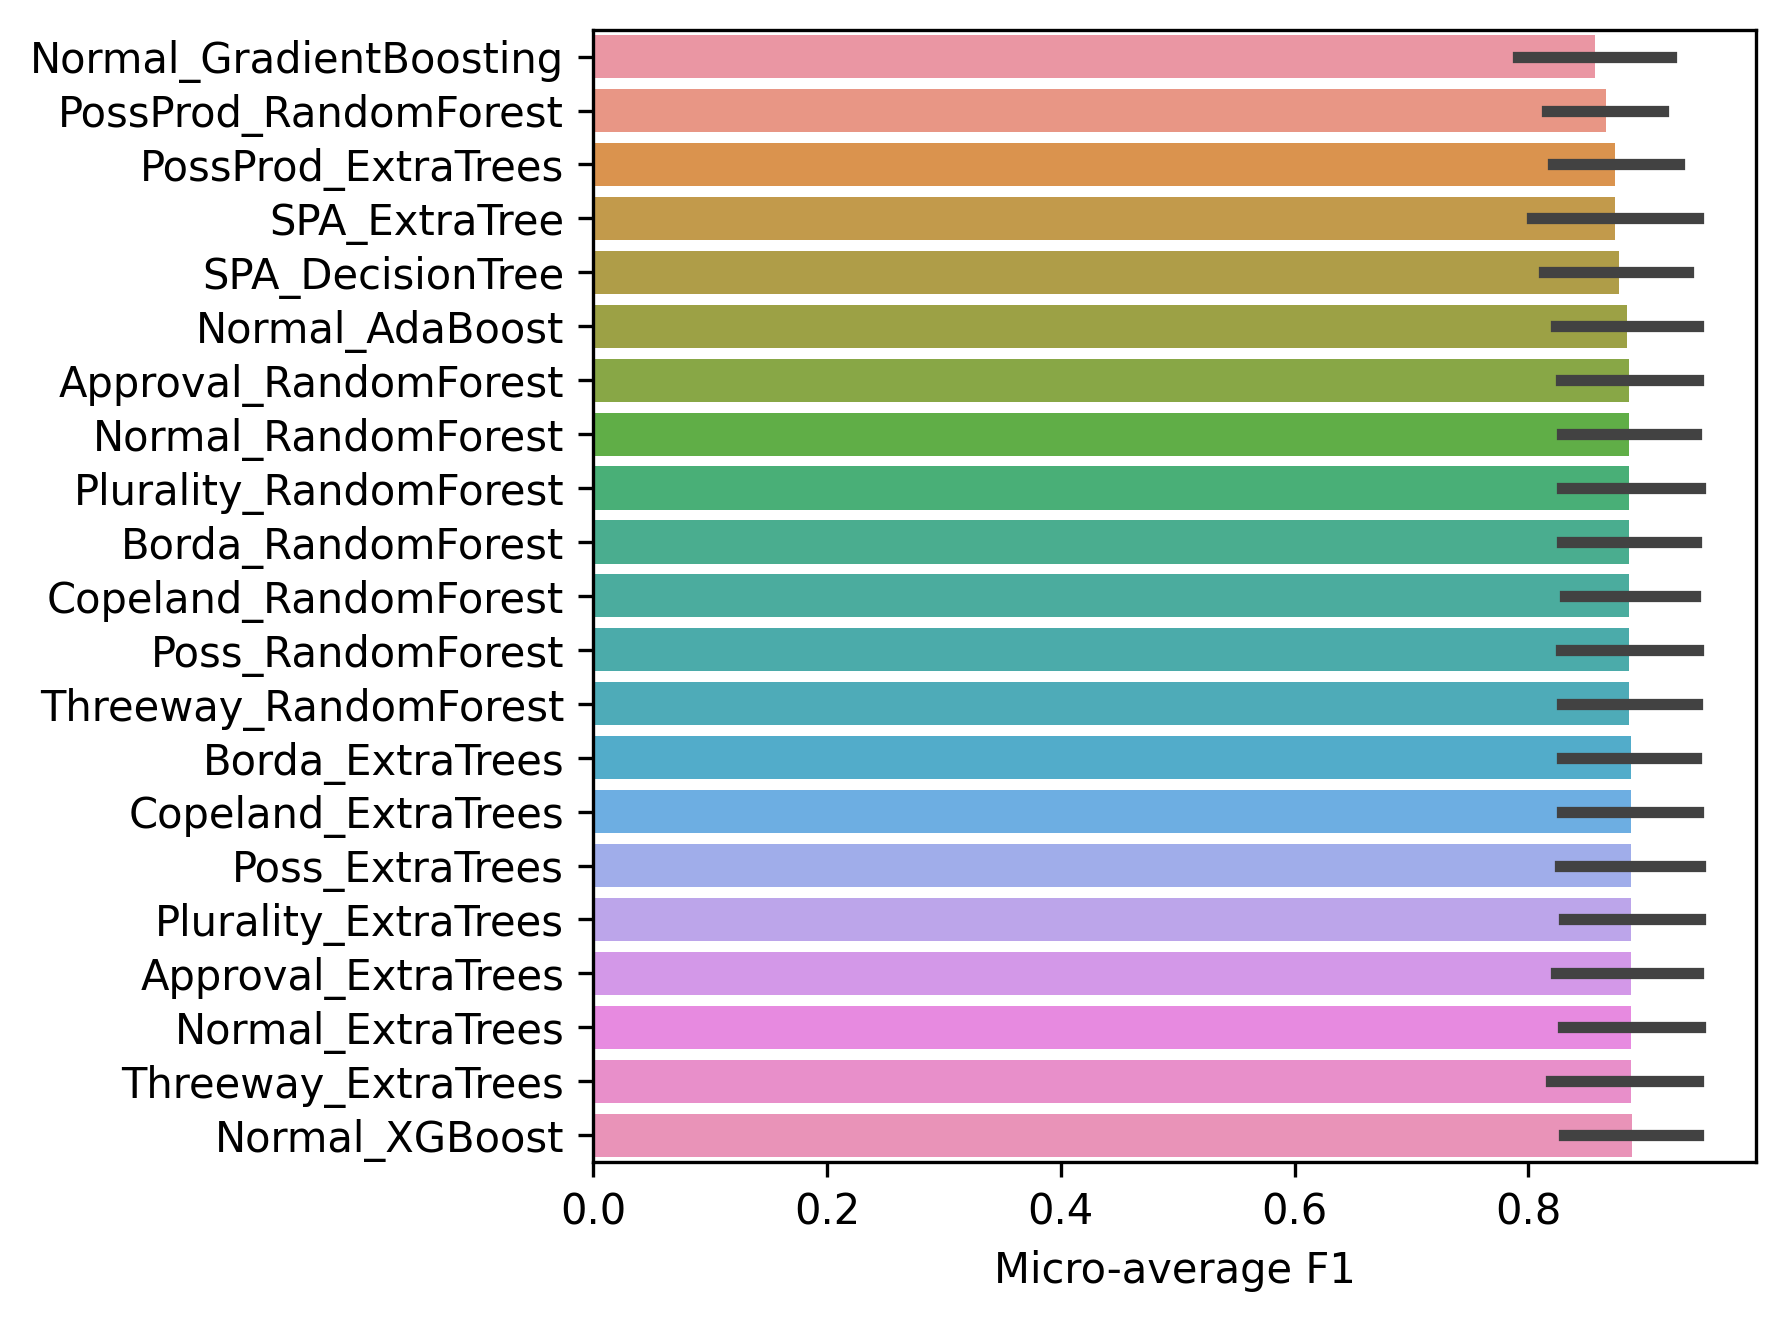 Normal_GradientBoosting
PossProd_RandomForest
PossProd_ExtraTrees
SPA_ExtraTree
SPA_DecisionTree
Normal_AdaBoost
Approval_RandomForest
Normal_RandomForest
Plurality_RandomForest
Borda_RandomForest
Copeland_RandomForest
Poss_RandomForest
Threeway_RandomForest
Borda_ExtraTrees
Copeland_ExtraTrees
Poss_ExtraTrees
Plurality_ExtraTrees
Approval_ExtraTrees
Normal_ExtraTrees
Threeway_ExtraTrees
Normal_XGBoost
0.0 0.2 0.4 0.6 0.8
Micro-average F1